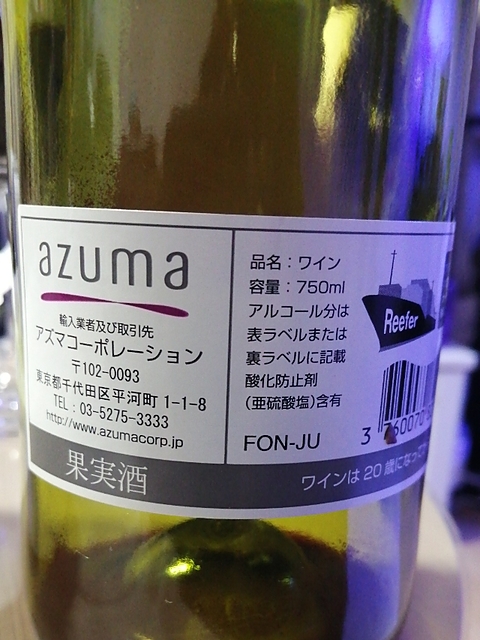 azuma
輸入業者及び取引先
アズマコーポレーション
〒102-0093
東京都千代田区平河町 1-1-8
TEL : 03-5275-3333
http://www.azumacorp.jp
果実酒
品名：ワイン
容量：750ml
アルコール分は
表ラベルまたは
裏ラベルに記載
酸化防止剤
(亜硫酸塩)含有
Reefer
FON-JU
3 760070
ワインは 20 歳になって